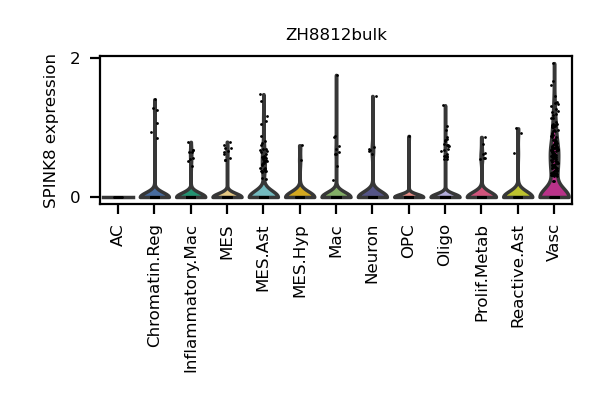 ZH8812bulk
SPINK8 expression
2
0
AC
Chromatin.Reg
Inflammatory.Mac
MES
MES.Ast
MES.Hyp
Mac
Neuron
OPC
Oligo
Prolif.Metab
Reactive.Ast
Vasc